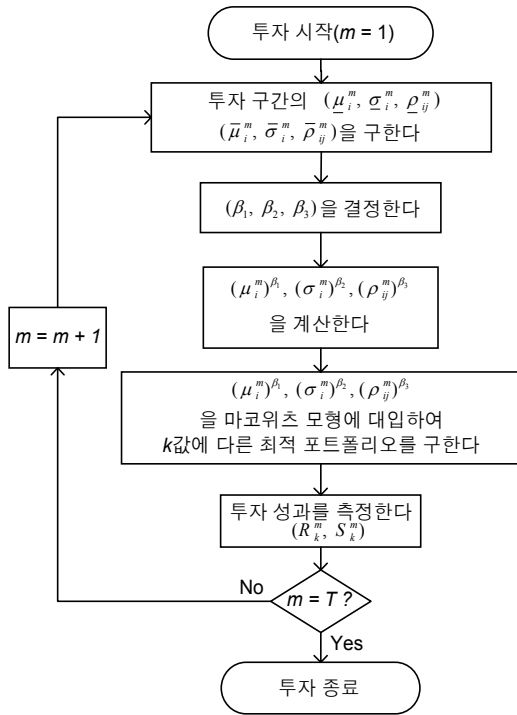 투자 시작(m = 1)
투자 구간의 (μ̲ᵢᵐ, σ̲ᵢᵐ, ρ̲ᵢⱼᵐ)
(μ̄ᵢᵐ, σ̄ᵢᵐ, ρ̄ᵢⱼᵐ)을 구한다
(β₁, β₂, β₃)을 결정한다
(μᵢᵐ)^β₁, (σᵢᵐ)^β₂, (ρᵢⱼᵐ)^β₃
을 계산한다
m = m + 1
(μᵢᵐ)^β₁, (σᵢᵐ)^β₂, (ρᵢⱼᵐ)^β₃
을 마코위츠 모형에 대입하여
k값에 다른 최적 포트폴리오를 구한다
투자 성과를 측정한다
(Rₖᵐ, Sₖᵐ)
No
m = T ?
Yes
투자 종료